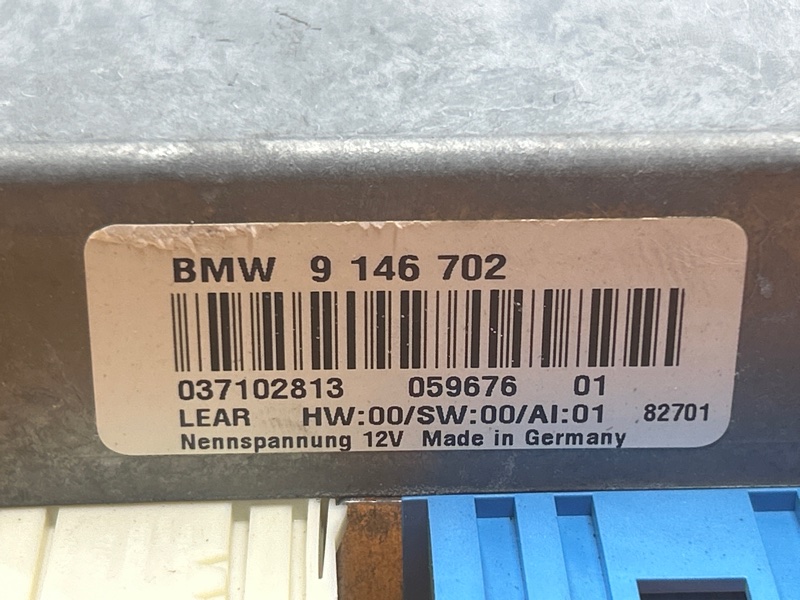 BMW 9 146 702
037102813 059676 01
LEAR HW:00/SW:00/AI:01 82701
Nennspannung 12V Made in Germany